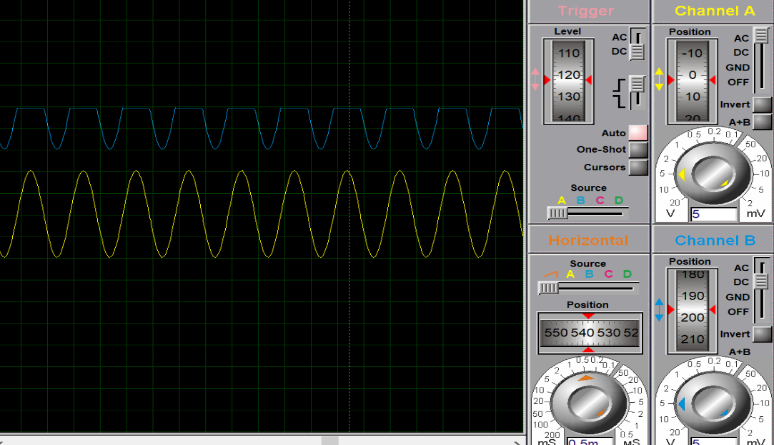 Trigger
Level
AC
DC
110
120
130
140
Auto
One-Shot
Cursors
Source
A B C D
Channel A
Position
-10
0
10
20
AC
DC
GND
OFF
Invert
A+B
0.5 0.2 0.1
1
2
5
10
20
V
50
20
10
5
2
mV
5
Horizontal
Source
A B C D
Position
550 540 530 52
1 0.5 0.2
2
5
10
20
50
100
200
mS
50
20
10
5
2
1
0.5
µS
0.5m
Channel B
Position
180
190
200
210
AC
DC
GND
OFF
Invert
A+B
0.5 0.2 0.1
1
2
5
10
20
V
50
20
10
5
2
mV
5